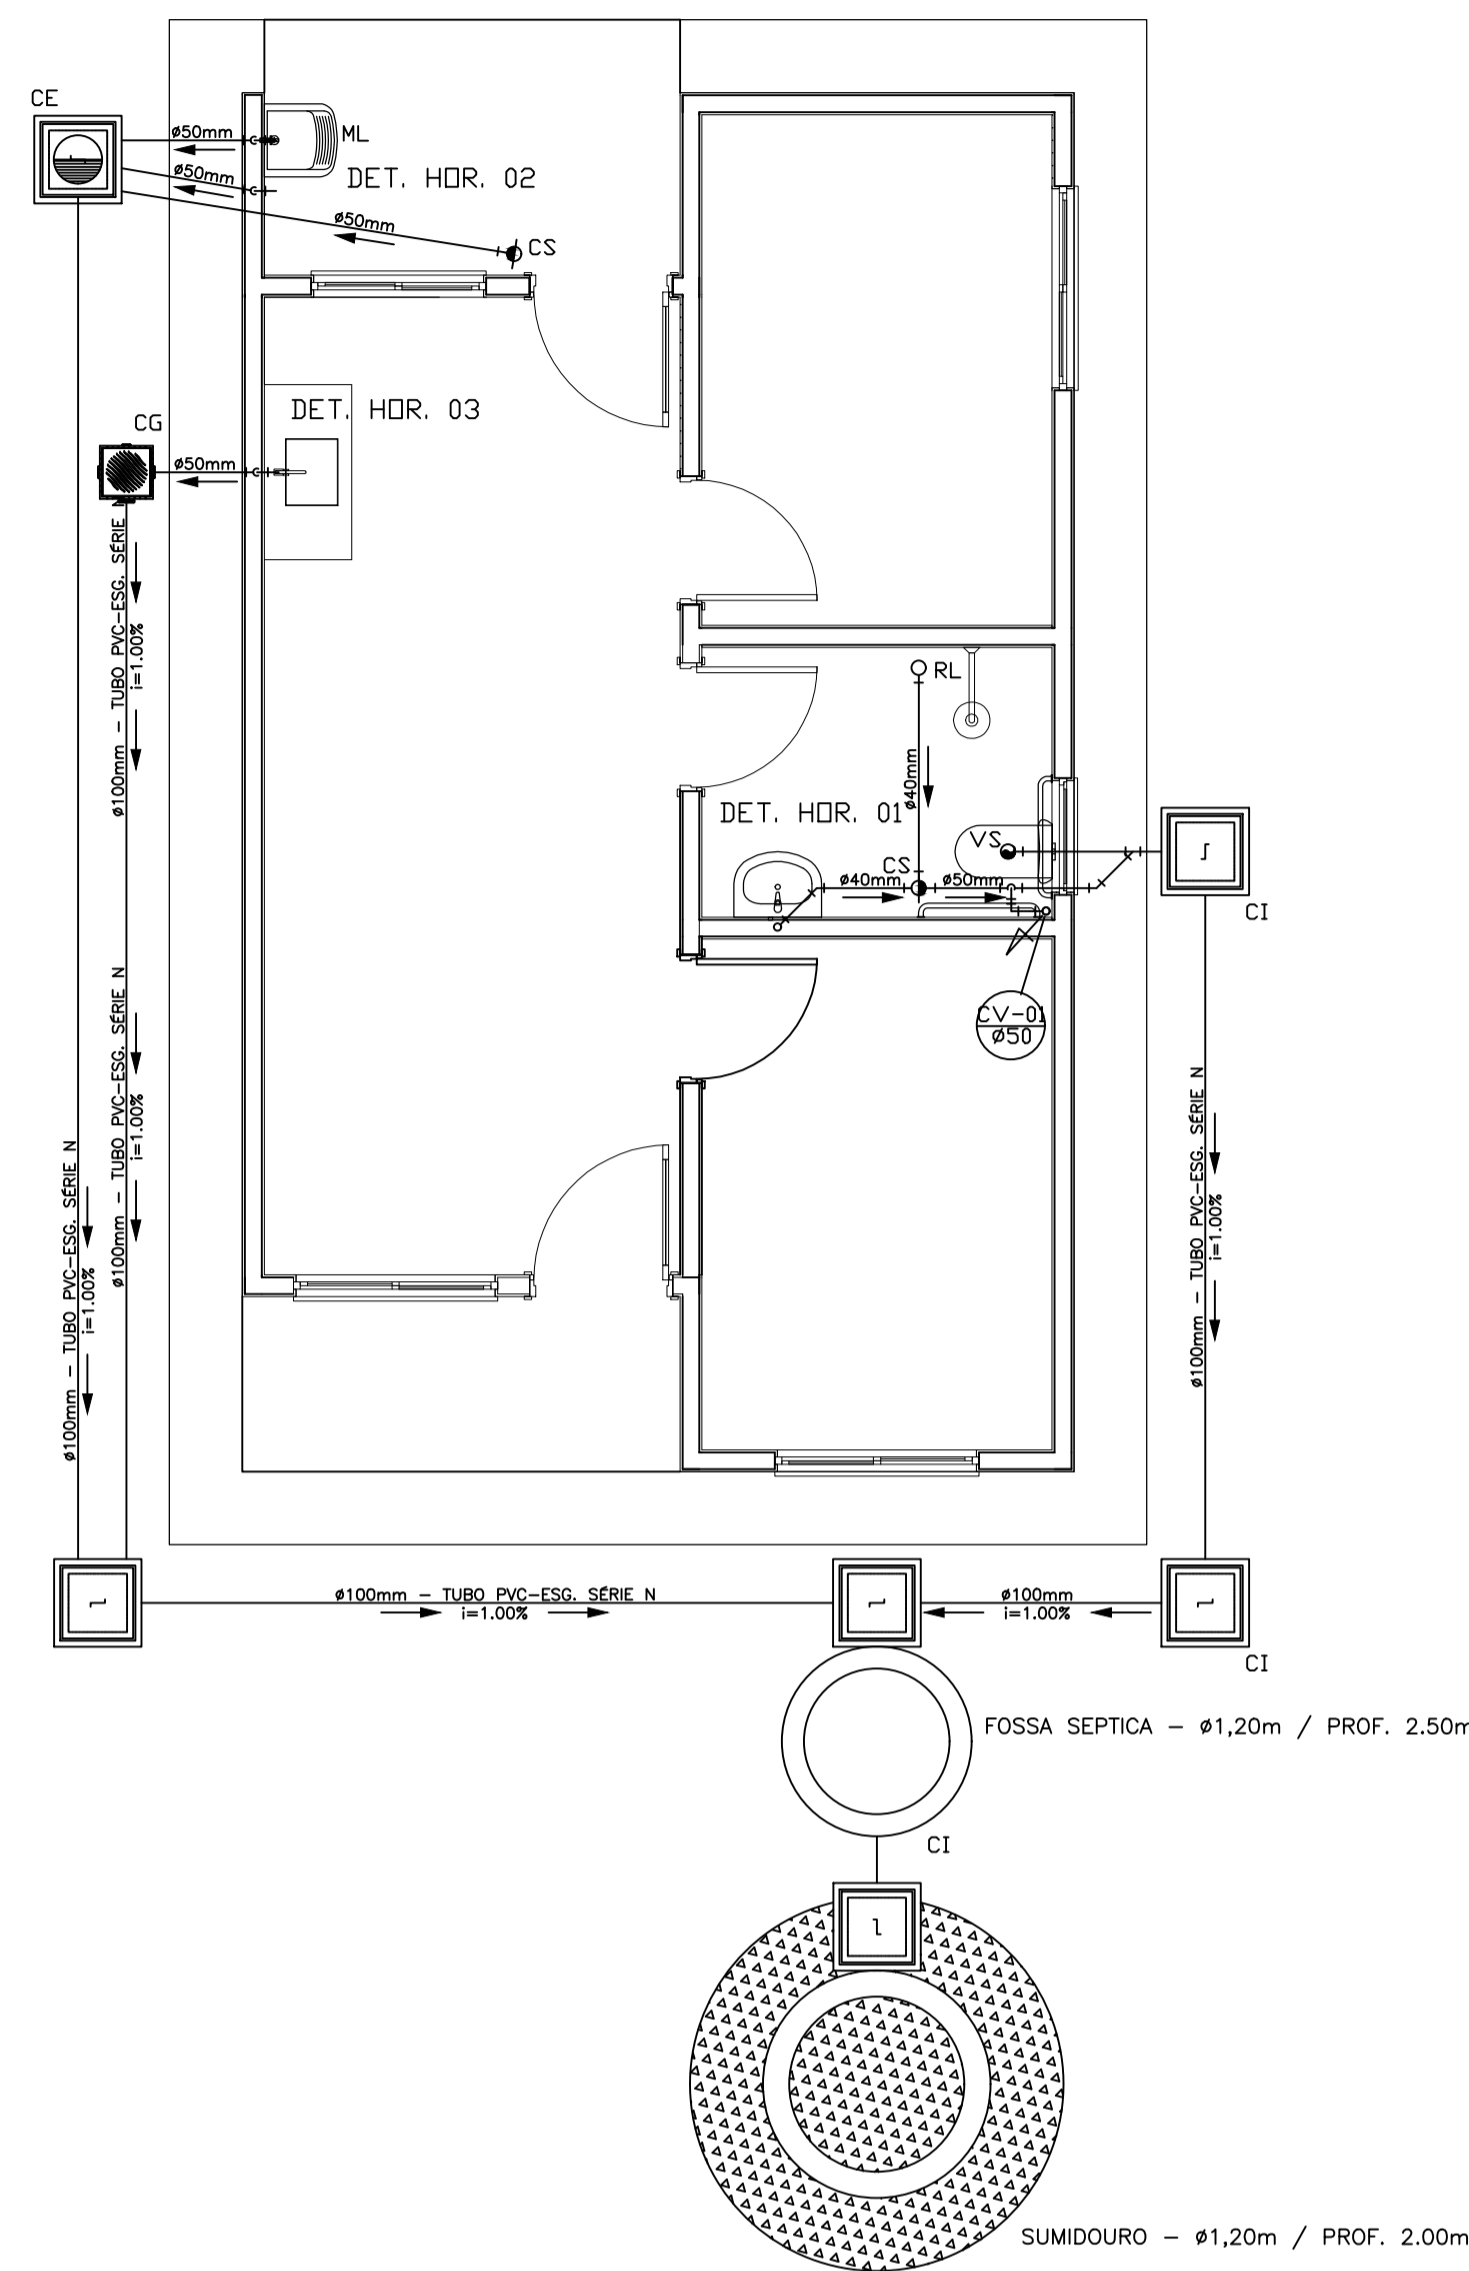 CE
ø50mm
ML
ø50mm
DET. HOR. 02
ø50mm
CS
DET. HOR. 03
CG
ø50mm
ø100mm - TUBO PVC-ESG. SÉRIE N
i=1.00%
RL
ø40mm
DET. HOR. 01
VS
CS
ø40mm
ø50mm
CI
CV-01
ø50
ø100mm - TUBO PVC-ESG. SÉRIE N
i=1.00%
ø100mm - TUBO PVC-ESG. SÉRIE N
i=1.00%
ø100mm - TUBO PVC-ESG. SÉRIE N
i=1.00%
ø100mm - TUBO PVC-ESG. SÉRIE N
i=1.00%
ø100mm
i=1.00%
CI
FOSSA SEPTICA - ø1,20m / PROF. 2.50m
CI
SUMIDOURO - ø1,20m / PROF. 2.00m